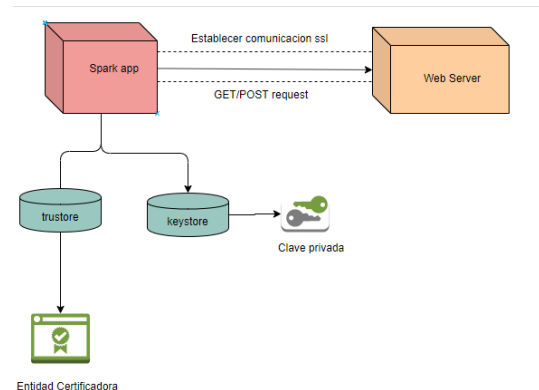 Establecer comunicacion ssl
Spark app
Web Server
GET/POST request
trustore
keystore
Clave privada
Entidad Certificadora